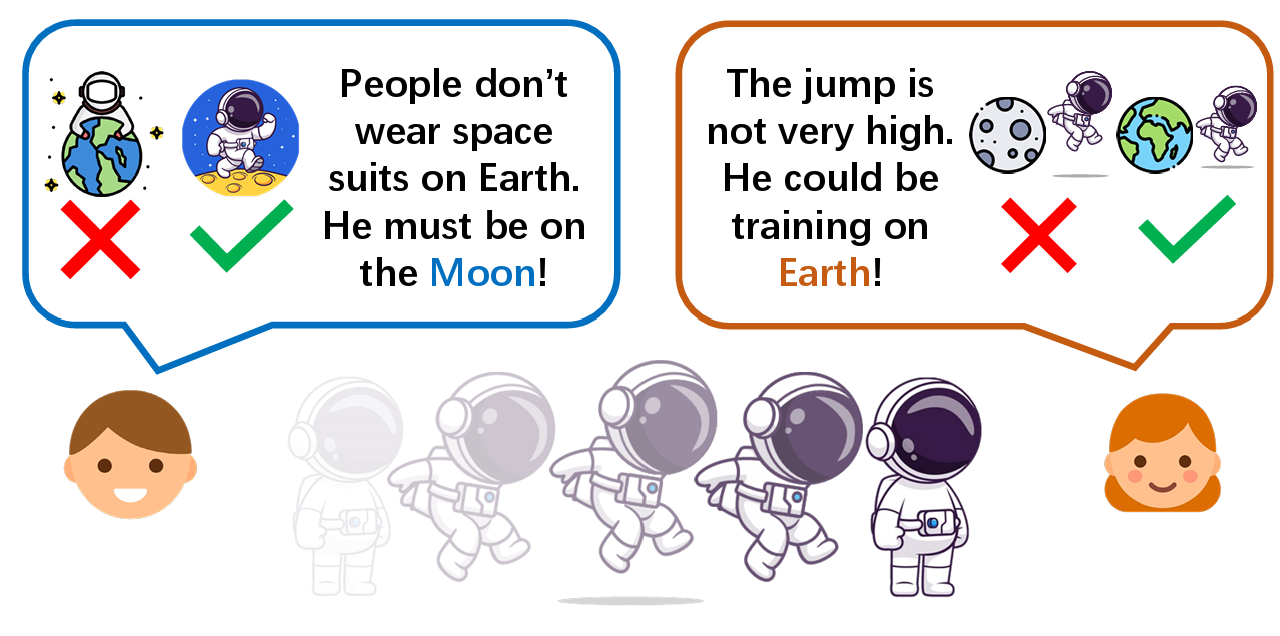 People don’t
wear space
suits on Earth.
He must be on
the Moon!
The jump is
not very high.
He could be
training on
Earth!